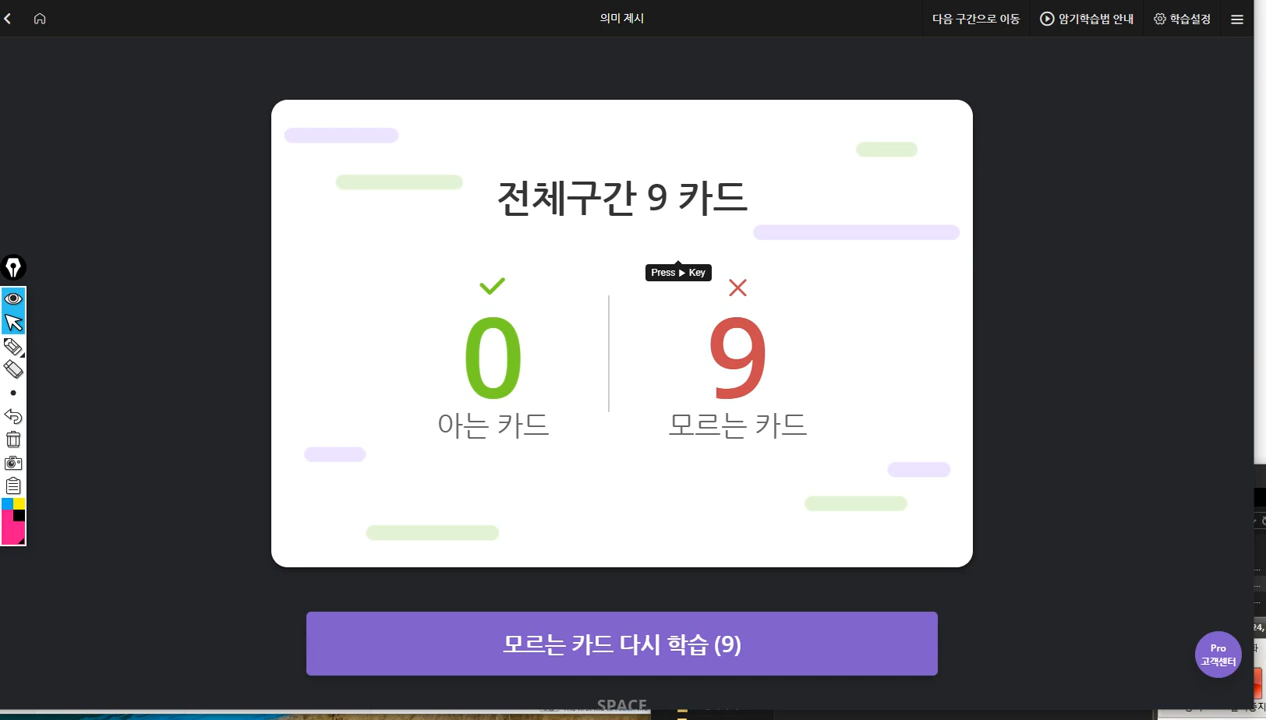 의미 제시
다음 구간으로 이동
암기학습법 안내
학습설정
전체구간 9 카드
Press ▶ Key
0
아는 카드
9
모르는 카드
모르는 카드 다시 학습 (9)
Pro
고객센터
SPACE
24,